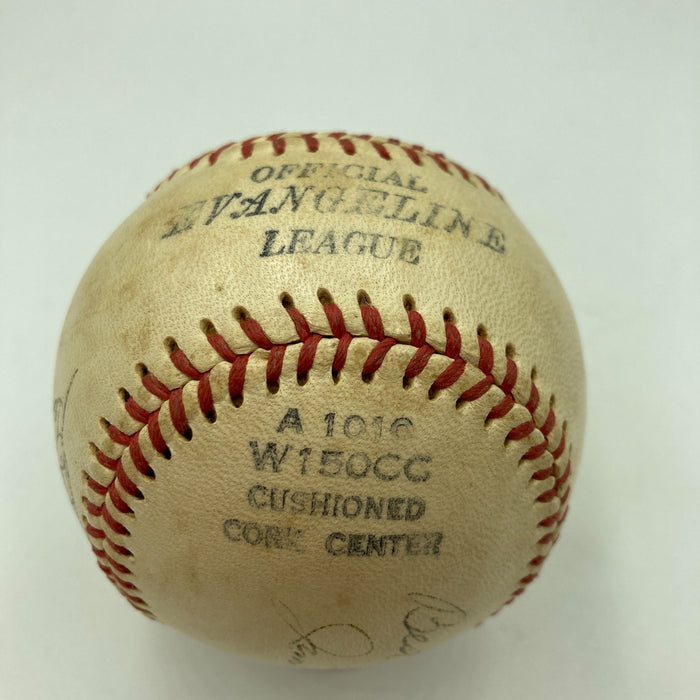 OFFICIAL
EVANGELINE
LEAGUE
A 1016
W150CC
CUSHIONED
CORK CENTER